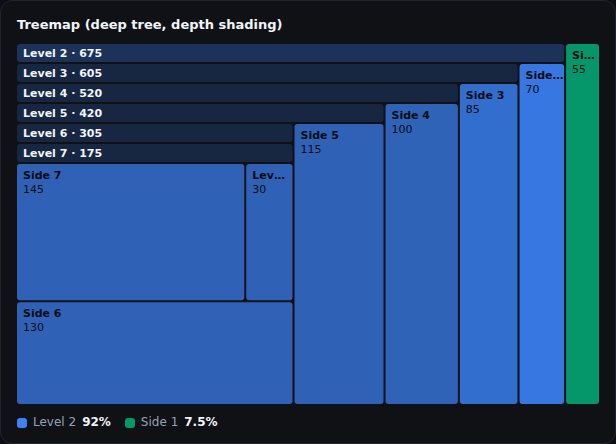 Treemap (deep tree, depth shading)
Level 2 · 675
Si...
55
Level 3 · 605
Side...
70
Level 4 · 520
Side 3
85
Level 5 · 420
Side 4
100
Level 6 · 305
Side 5
115
Level 7 · 175
Side 7
145
Lev...
30
Side 6
130
Level 2 92% Side 1 7.5%